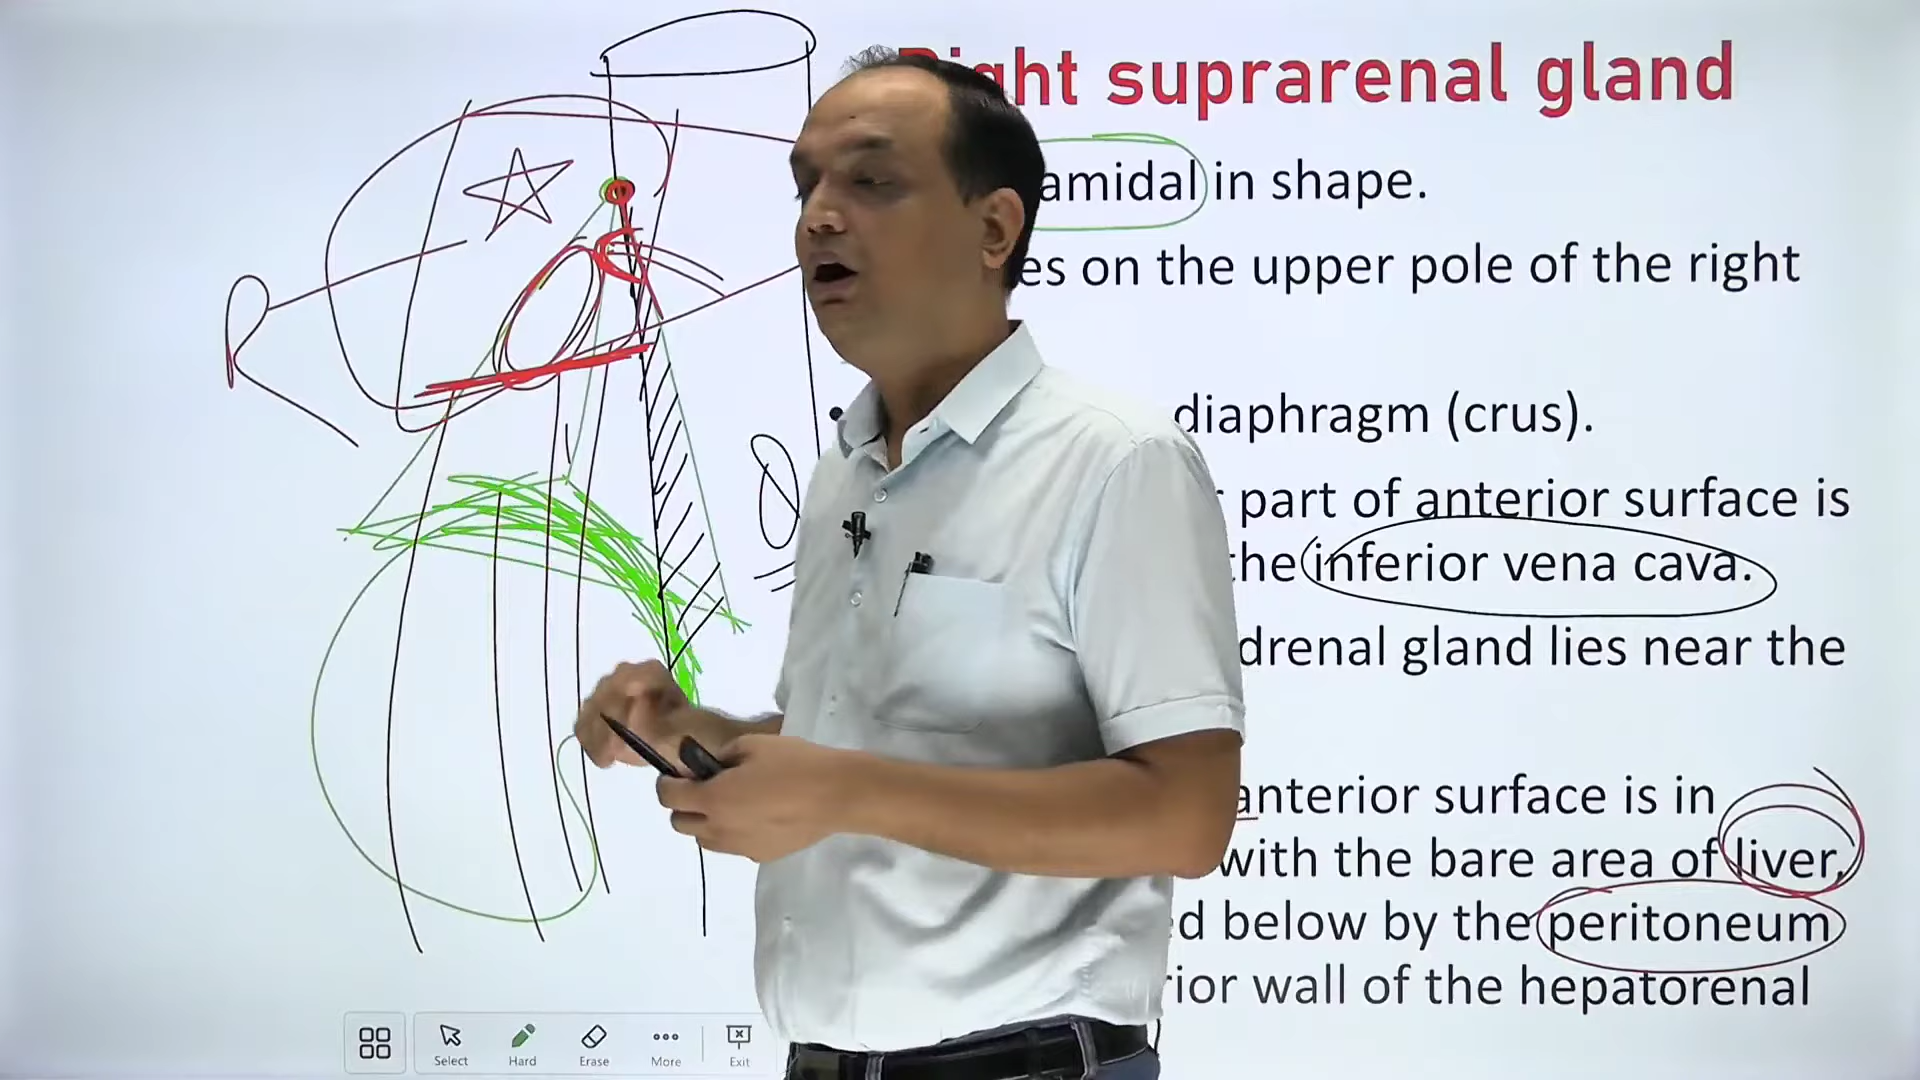 Right suprarenal gland
amidal in shape.
es on the upper pole of the right
diaphragm (crus).
r part of anterior surface is
the inferior vena cava.
drenal gland lies near the
anterior surface is in
with the bare area of liver,
ed below by the peritoneum
rior wall of the hepatorenal
R
Select Hard Erase More Exit